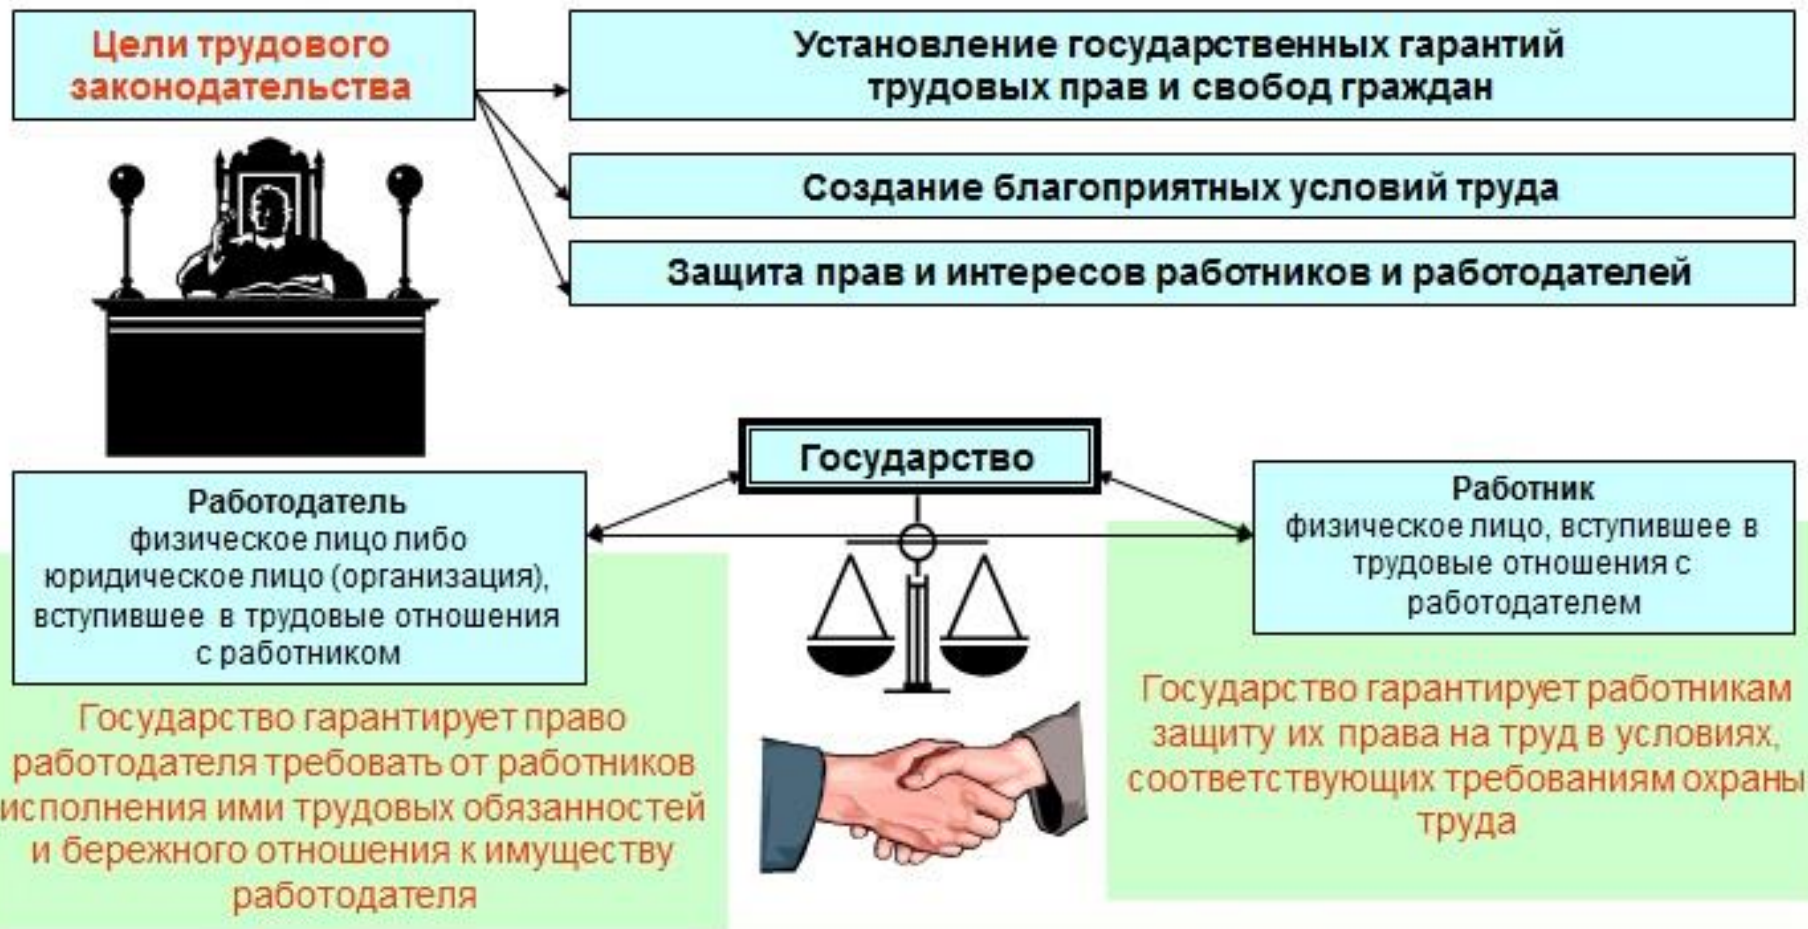 Цели трудового
законодательства
Установление государственных гарантий
трудовых прав и свобод граждан
Создание благоприятных условий труда
Защита прав и интересов работников и работодателей
Государство
Работодатель
физическое лицо либо
юридическое лицо (организация),
вступившее в трудовые отношения
с работником
Работник
физическое лицо, вступившее в
трудовые отношения с
работодателем
Государство гарантирует право
работодателя требовать от работников
исполнения ими трудовых обязанностей
и бережного отношения к имуществу
работодателя
Государство гарантирует работникам
защиту их права на труд в условиях,
соответствующих требованиям охраны
труда